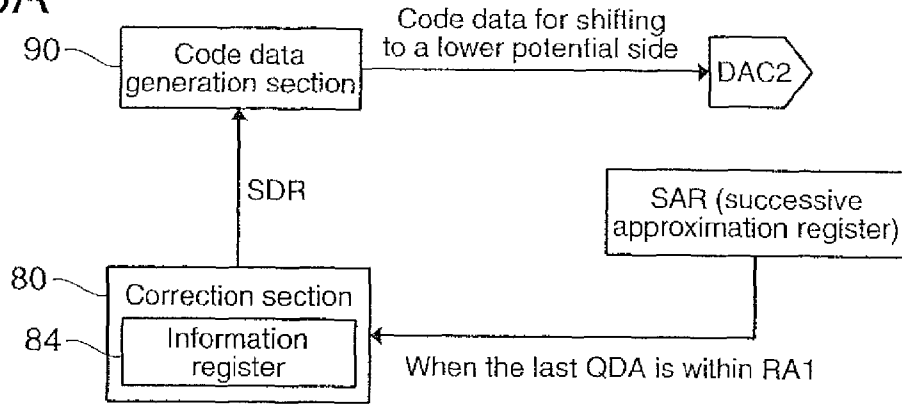 Code data for shifting
to a lower potential side
90
Code data
generation section
DAC2
SDR
SAR (successive
approximation register)
80
Correction section
84
Information
register
When the last QDA is within RA1